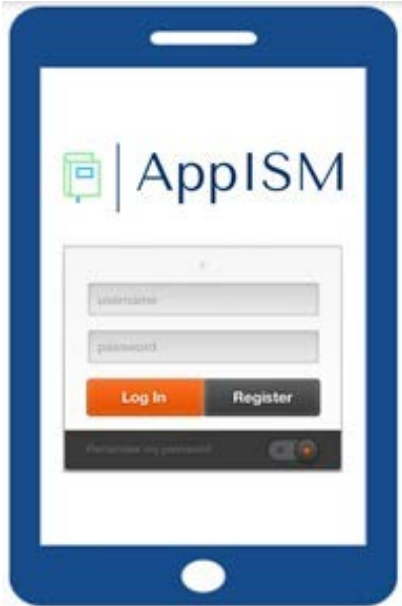 AppISM
username
password
Log In Register
Remember my password